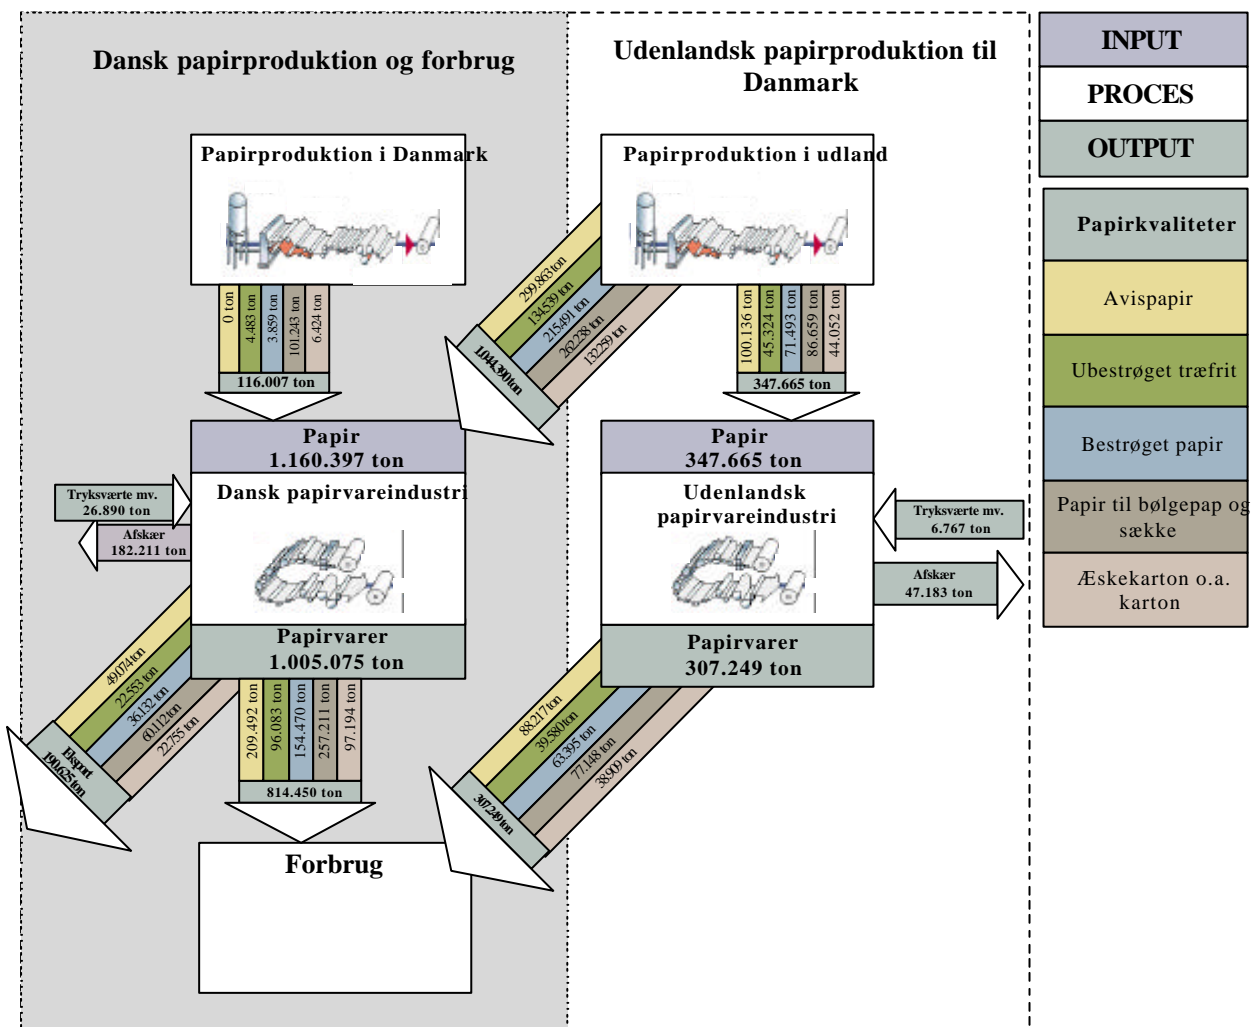 Dansk papirproduktion og forbrug
Udenlandsk papirproduktion til
Danmark
INPUT
PROCES
OUTPUT
Papirkvaliteter
Avispapir
Ubestrøget træfrit
Bestrøget papir
Papir til bølgepap og
sække
Æskekarton o.a.
karton
Papirproduktion i Danmark
0 ton
4.483 ton
3.859 ton
101.243 ton
6.424 ton
116.007 ton
Papirproduktion i udland
299.863 ton
134.539 ton
215.491 ton
262.238 ton
132.259 ton
1.044.390 ton
100.136 ton
45.324 ton
71.493 ton
86.659 ton
44.052 ton
347.665 ton
Papir
1.160.397 ton
Dansk papirvareindustri
Tryksværte mv.
26.890 ton
Afskær
182.211 ton
Papirvarer
1.005.075 ton
49.074 ton
22.553 ton
36.132 ton
60.112 ton
22.755 ton
Eksport
190.625 ton
209.492 ton
96.083 ton
154.470 ton
257.211 ton
97.194 ton
814.450 ton
Forbrug
Papir
347.665 ton
Udenlandsk
papirvareindustri
Tryksværte mv.
6.767 ton
Afskær
47.183 ton
Papirvarer
307.249 ton
88.217 ton
39.580 ton
63.395 ton
77.148 ton
38.909 ton
307.249 ton